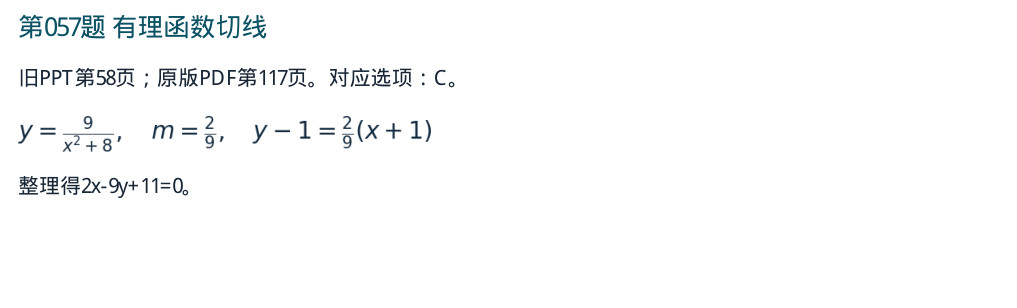 第057题 有理函数切线
旧PPT第58页；原版PDF第117页。对应选项：C。
y = 9/(x² + 8),  m = 2/9,  y − 1 = 2/9(x + 1)
整理得2x-9y+11=0。